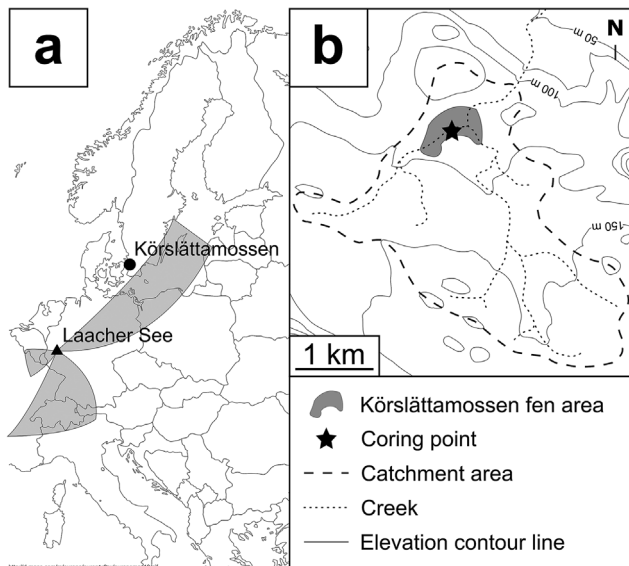 a
Körslättamossen
Laacher See
b
N
50 m
100 m
150 m
1 km
Körslättamossen fen area
Coring point
Catchment area
Creek
Elevation contour line